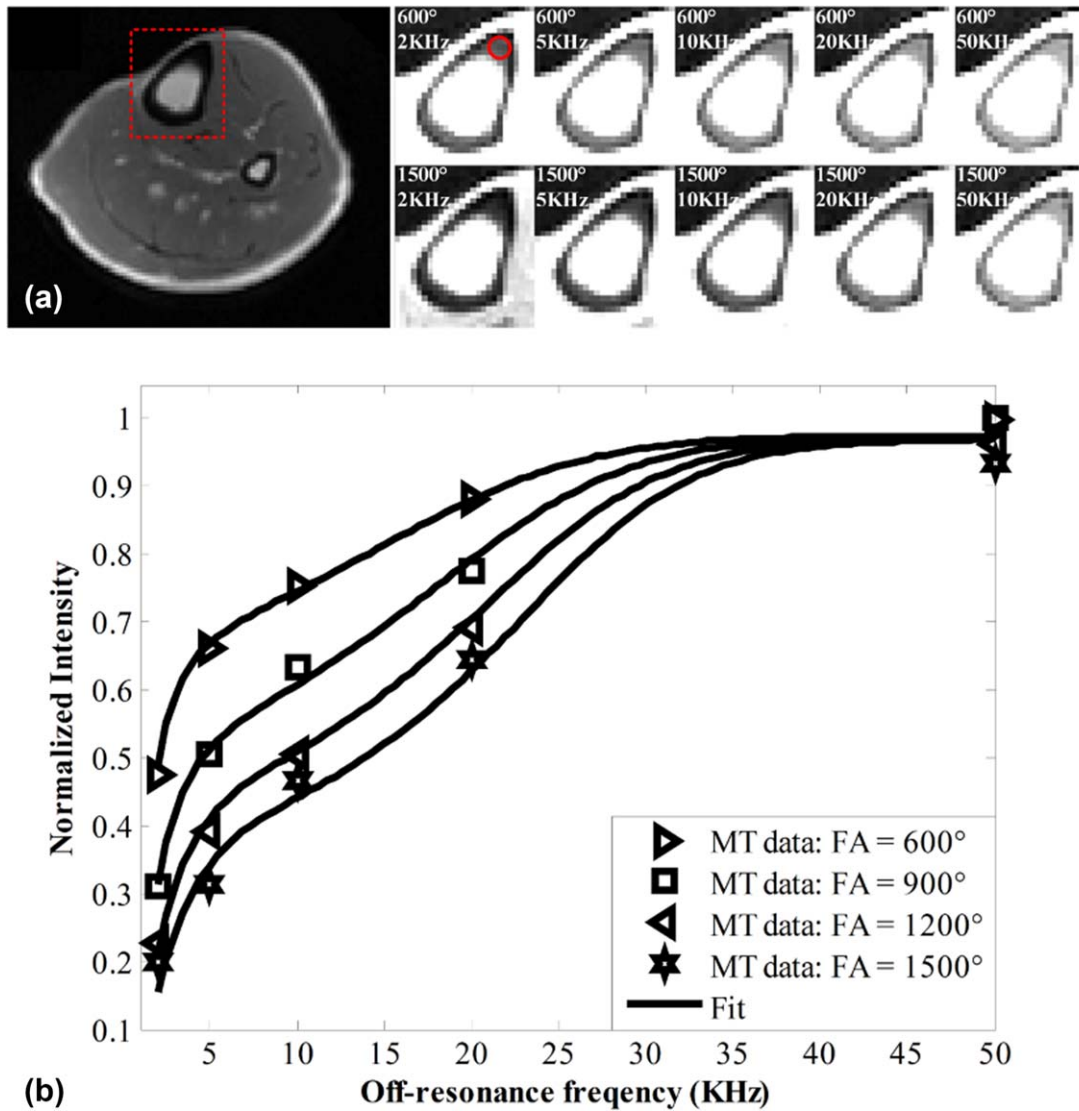 600° 600° 600° 600° 600°
2KHz 5KHz 10KHz 20KHz 50KHz
1500° 1500° 1500° 1500° 1500°
2KHz 5KHz 10KHz 20KHz 50KHz
(a)
1
0.9
0.8
0.7
0.6
0.5
0.4
0.3
0.2
0.1
Normalized Intensity
MT data: FA = 600°
MT data: FA = 900°
MT data: FA = 1200°
MT data: FA = 1500°
Fit
5 10 15 20 25 30 35 40 45 50
Off-resonance freqency (KHz)
(b)